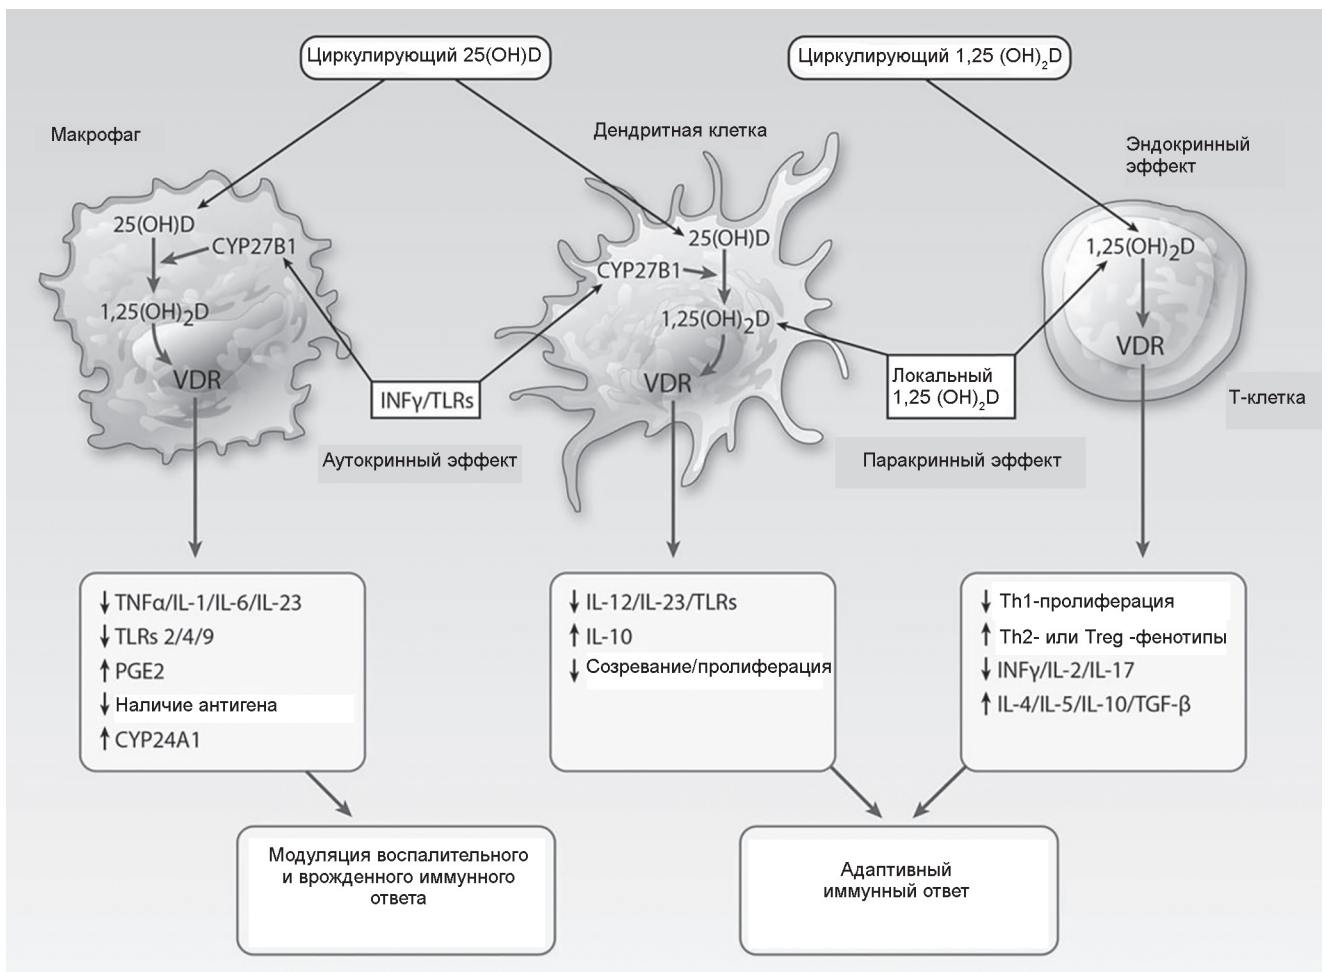 Циркулирующий 25(OH)D
Циркулирующий 1,25 (OH)₂D
Макрофаг
Дендритная клетка
Эндокринный
эффект
25(OH)D
CYP27B1
1,25(OH)₂D
VDR
25(OH)D
CYP27B1
1,25(OH)₂D
VDR
1,25(OH)₂D
VDR
INFγ/TLRs
Локальный
1,25 (OH)₂D
Т-клетка
Аутокринный эффект
Паракринный эффект
↓ TNFα/IL-1/IL-6/IL-23
↓ TLRs 2/4/9
↑ PGE2
↓ Наличие антигена
↑ CYP24A1
↓ IL-12/IL-23/TLRs
↑ IL-10
↓ Созревание/пролиферация
↓ Th1-пролиферация
↑ Th2- или Treg -фенотипы
↓ INFγ/IL-2/IL-17
↑ IL-4/IL-5/IL-10/TGF-β
Модуляция воспалительного
и врожденного иммунного
ответа
Адаптивный
иммунный ответ